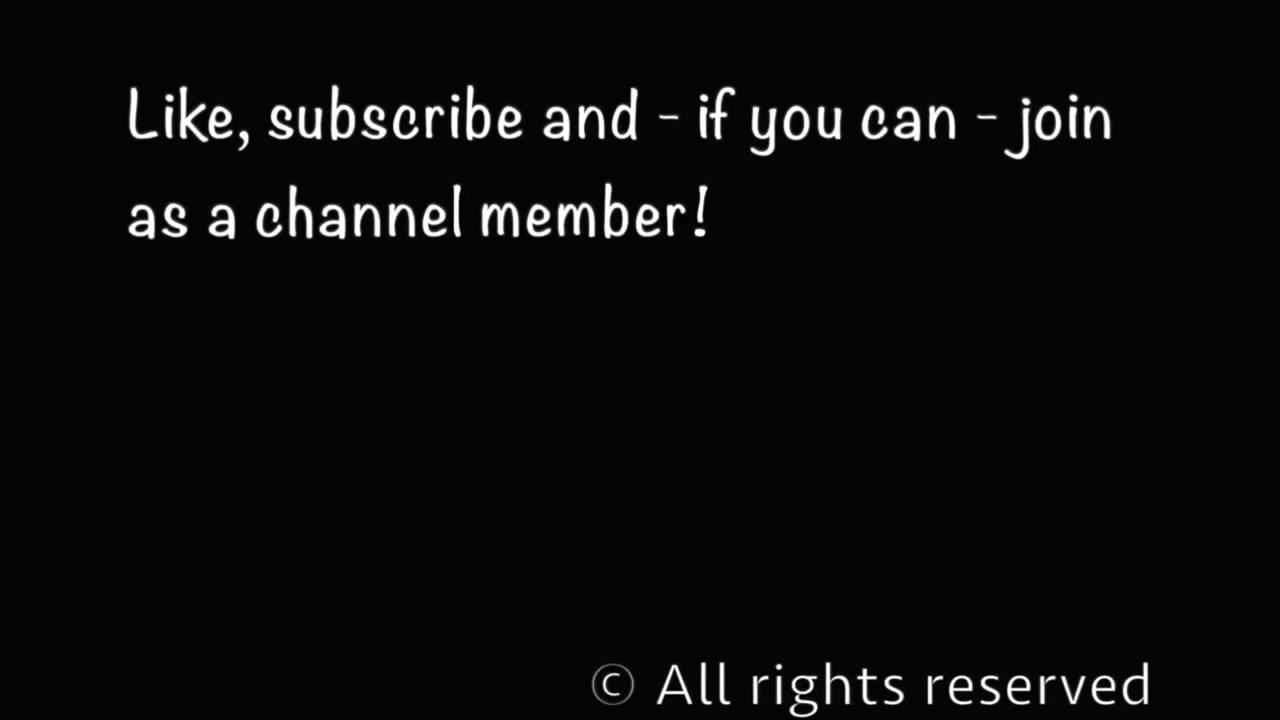 Like, subscribe and - if you can - join
as a channel member!
© All rights reserved